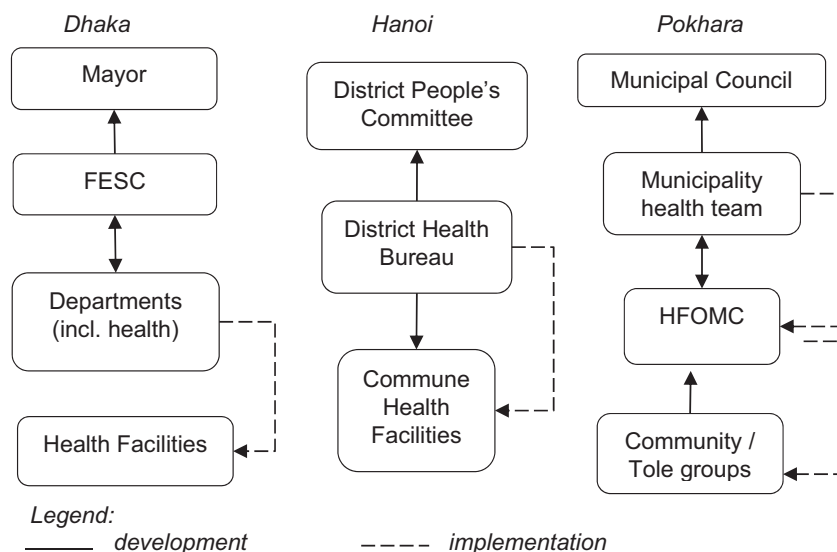 Dhaka
Mayor
FESC
Departments
(incl. health)
Health Facilities
Hanoi
District People's
Committee
District Health
Bureau
Commune
Health
Facilities
Pokhara
Municipal Council
Municipality
health team
HFOMC
Community /
Tole groups
Legend:
development
implementation